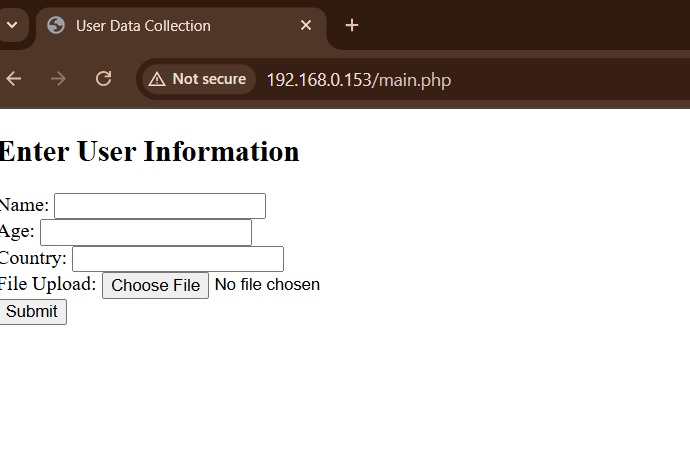 User Data Collection
Not secure 192.168.0.153/main.php
Enter User Information
Name:
Age:
Country:
File Upload: Choose File No file chosen
Submit